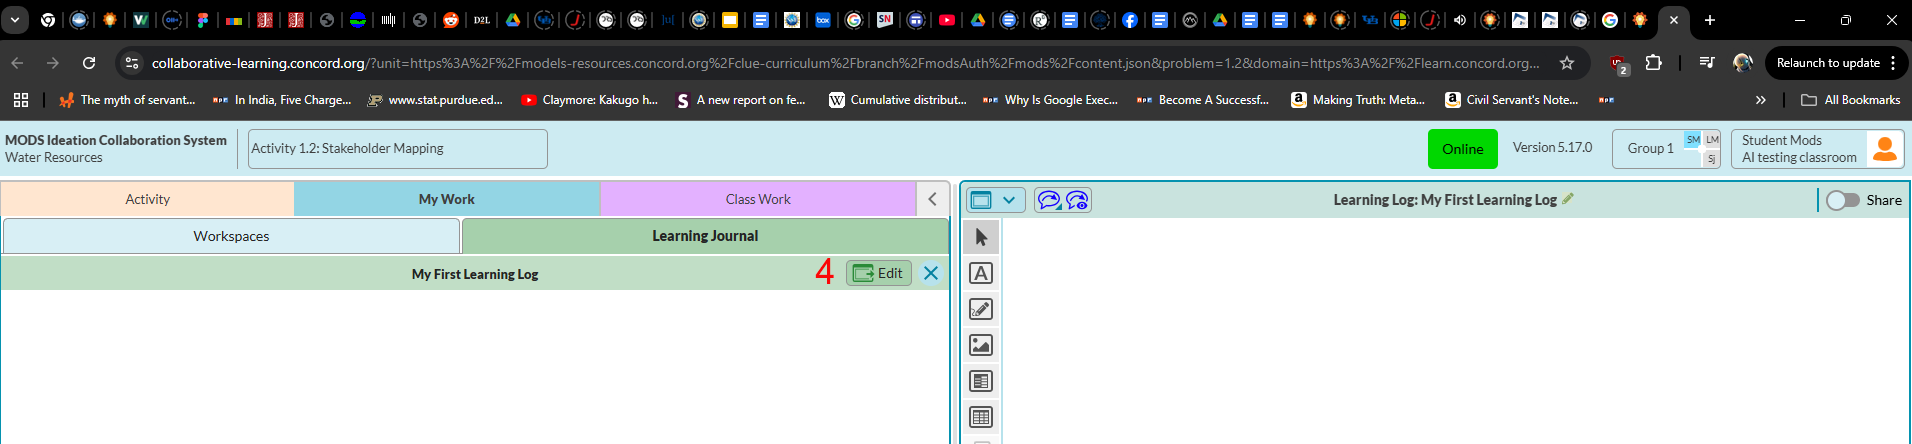 W
D2L
box
SN
collaborative-learning.concord.org/?unit=https%3A%2F%2Fmodels-resources.concord.org%2Fclue-curriculum%2Fbranch%2FmodsAuth%2Fmods%2Fcontent.json&problem=1.2&domain=https%3A%2F%2Flearn.concord.org...
2
Relaunch to update
The myth of servant...
In India, Five Charge...
www.stat.purdue.ed...
Claymore: Kakugo h...
S A new report on fe...
W Cumulative distribut...
Why Is Google Exec...
Become A Successf...
a Making Truth: Meta...
a Civil Servant's Note...
All Bookmarks
MODS Ideation Collaboration System
Water Resources
Activity 1.2: Stakeholder Mapping
Online
Version 5.17.0
Group 1
SM LM
Sj
Student Mods
AI testing classroom
Activity
My Work
Class Work
Workspaces
Learning Journal
My First Learning Log
4
Edit
Learning Log: My First Learning Log
Share
A